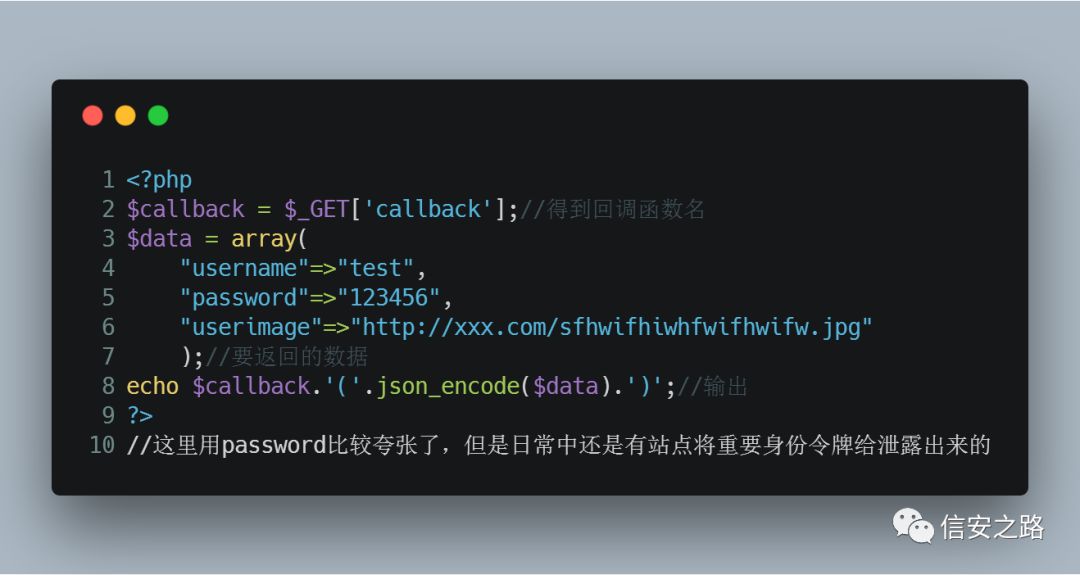 1 <?php
2 $callback = $_GET['callback'];//得到回调函数名
3 $data = array(
4     "username"=>"test",
5     "password"=>"123456",
6     "userimage"=>"http://xxx.com/sfhwifhiwhfwifhwifw.jpg"
7     );//要返回的数据
8 echo $callback.'('.json_encode($data).')';//输出
9 ?>
10 //这里用password比较夸张了，但是日常中还是有站点将重要身份令牌给泄露出来的
信安之路